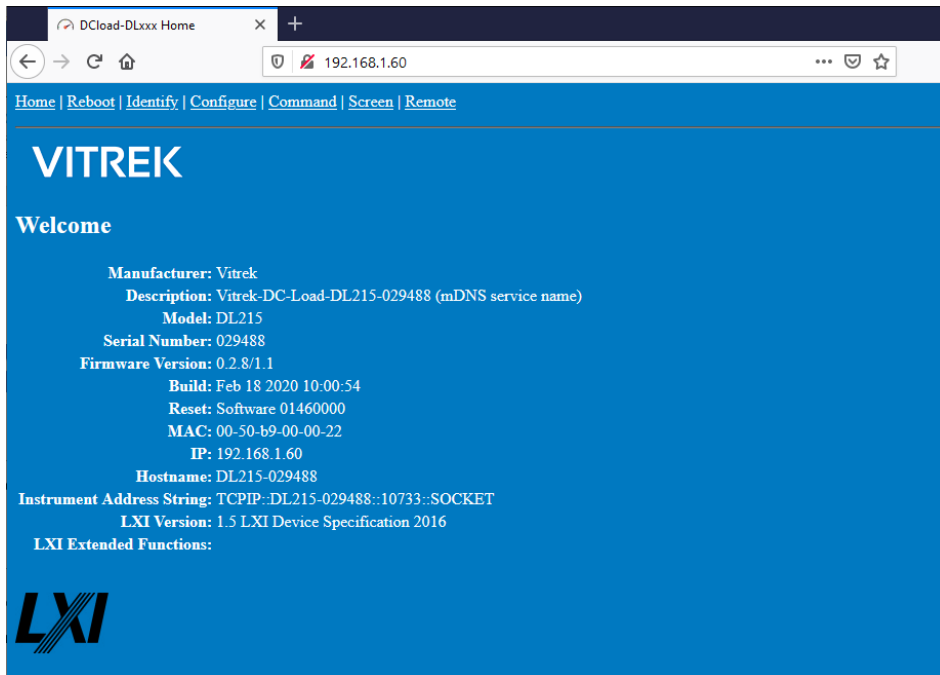 DCload-DLxxx Home
192.168.1.60
Home | Reboot | Identify | Configure | Command | Screen | Remote
VITREK
Welcome
Manufacturer: Vitrek
Description: Vitrek-DC-Load-DL215-029488 (mDNS service name)
Model: DL215
Serial Number: 029488
Firmware Version: 0.2.8/1.1
Build: Feb 18 2020 10:00:54
Reset: Software 01460000
MAC: 00-50-b9-00-00-22
IP: 192.168.1.60
Hostname: DL215-029488
Instrument Address String: TCPIP::DL215-029488::10733::SOCKET
LXI Version: 1.5 LXI Device Specification 2016
LXI Extended Functions:
LXI